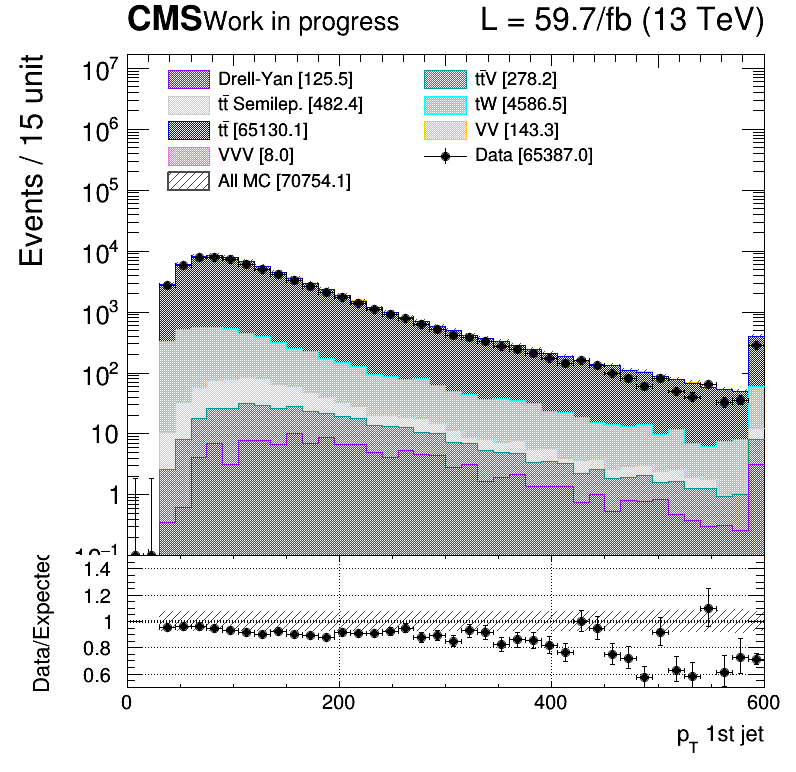 CMS Work in progress L = 59.7/fb (13 TeV)
Events / 15 unit
Drell-Yan [125.5]
tt̄ Semilep. [482.4]
tt̄ [65130.1]
VVV [8.0]
All MC [70754.1]
tt̄V [278.2]
tW [4586.5]
VV [143.3]
Data [65387.0]
10⁷
10⁶
10⁵
10⁴
10³
10²
10
1
10⁻¹
Data/Expected
1.4
1.2
1
0.8
0.6
0 200 400 600
p_T 1st jet